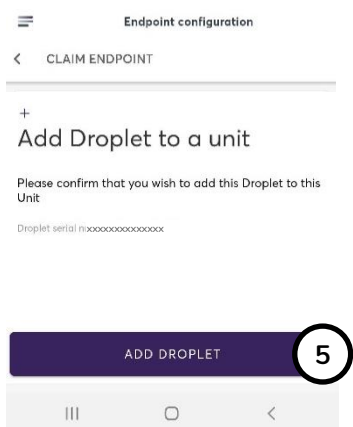 Endpoint configuration
CLAIM ENDPOINT
+
Add Droplet to a unit
Please confirm that you wish to add this Droplet to this
Unit
Droplet serial n:xxxxxxxxxxxxxx
ADD DROPLET
5